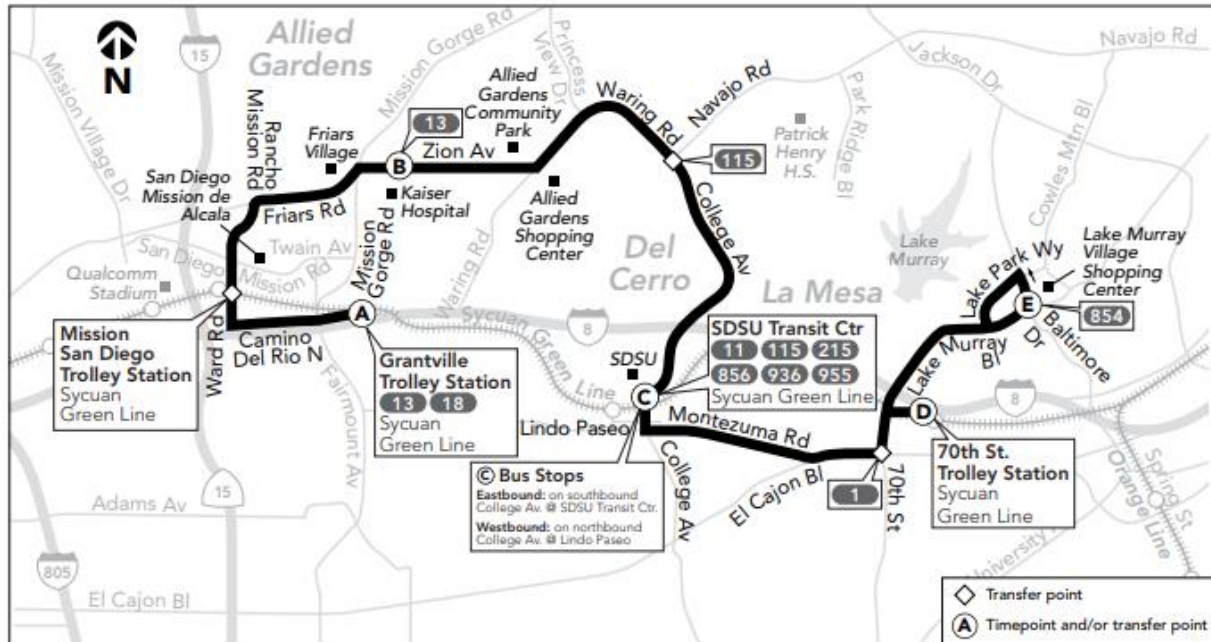 N
15
Allied
Gardens
Mission Gorge Rd
Princess
View Dr
Jackson Dr
Navajo Rd
Mission Village Dr
Rancho
Mission Rd
Friars
Village
13
B
Zion Av
Allied
Gardens
Community
Park
Waring Rd
Navajo Rd
115
Park Ridge Bl
Patrick
Henry
H.S.
Cowles Mtn Bl
San Diego
Mission de
Alcala
Friars Rd
Kaiser
Hospital
Allied
Gardens
Shopping
Center
College Av
Twain Av
San Diego Mission Rd
Mission
Gorge Rd
Waring Rd
Del
Cerro
Lake
Murray
Lake Park Wy
Lake Murray
Village
Shopping
Center
E
854
Qualcomm
Stadium
A
La Mesa
Mission
San Diego
Trolley Station
Sycuan
Green Line
Ward Rd
Camino
Del Rio N
Fairmount Av
Grantville
Trolley Station
13 18
Sycuan
Green Line
Sycuan Green Line
8
SDSU
C
SDSU Transit Ctr
11 115 215
856 936 955
Sycuan Green Line
Lake Murray
Bl
Baltimore
Dr
8
D
Lindo Paseo
Montezuma Rd
College Av
El Cajon Bl
1
70th St
70th St.
Trolley Station
Sycuan
Green Line
Orange Line
Spring St
C Bus Stops
Eastbound: on southbound
College Av. @ SDSU Transit Ctr.
Westbound: on northbound
College Av. @ Lindo Paseo
Adams Av
15
805
El Cajon Bl
University
Transfer point
A Timepoint and/or transfer point